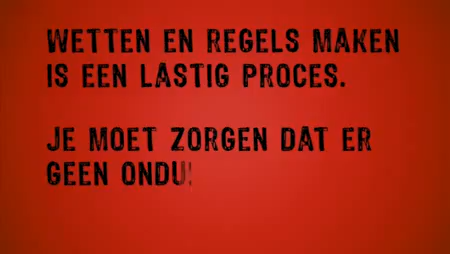 WETTEN EN REGELS MAKEN
IS EEN LASTIG PROCES.
JE MOET ZORGEN DAT ER
GEEN ONDU